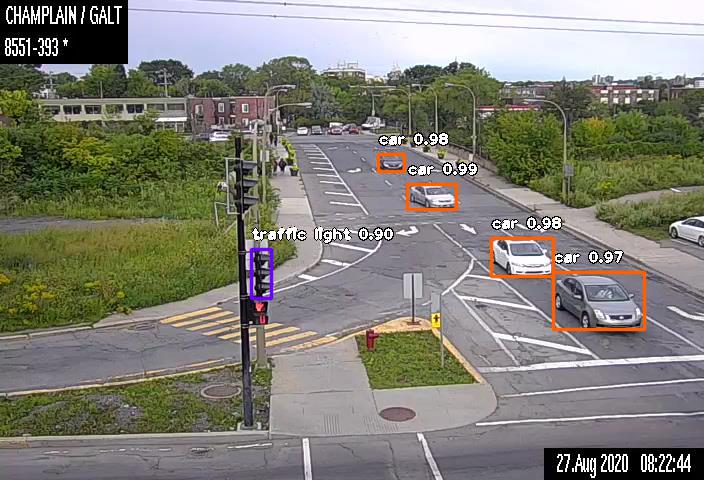 CHAMPLAIN / GALT
8551-393 *
car 0.98
car 0.99
car 0.98
traffic light 0.90
car 0.97
27.Aug 2020 08:22:44